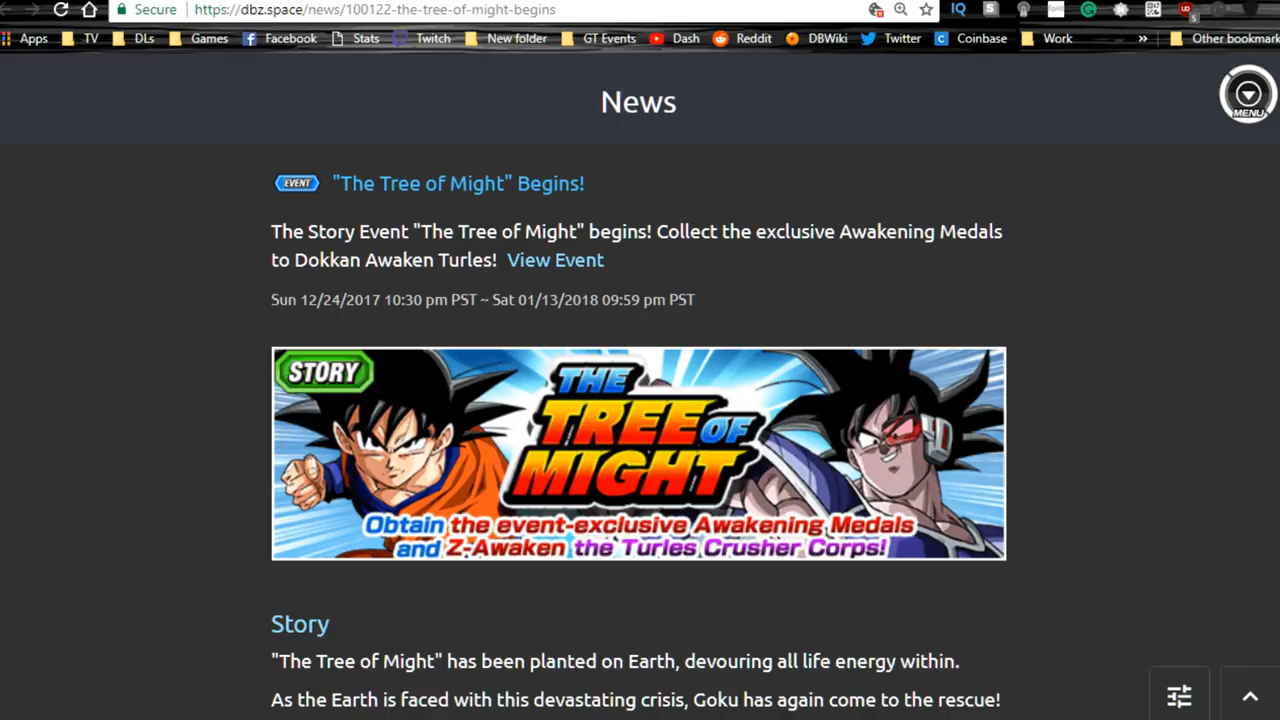 Secure https://dbz.space/news/100122-the-tree-of-might-begins
Apps TV DLs Games Facebook Stats Twitch New folder GT Events Dash Reddit DBWiki Twitter Coinbase Work » Other bookmark
News
MENU
EVENT "The Tree of Might" Begins!
The Story Event "The Tree of Might" begins! Collect the exclusive Awakening Medals
to Dokkan Awaken Turles! View Event
Sun 12/24/2017 10:30 pm PST ~ Sat 01/13/2018 09:59 pm PST
STORY
THE
TREE OF
MIGHT
Obtain the event-exclusive Awakening Medals
and Z-Awaken the Turles Crusher Corps!
Story
"The Tree of Might" has been planted on Earth, devouring all life energy within.
As the Earth is faced with this devastating crisis, Goku has again come to the rescue!